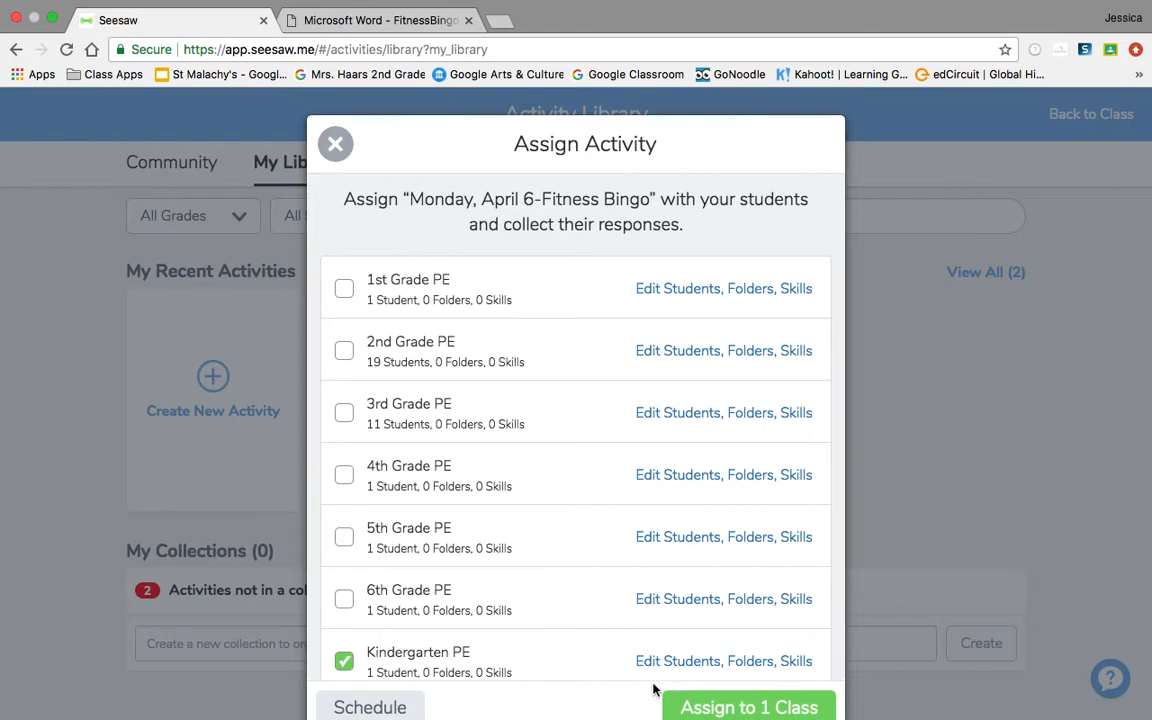 Seesaw
Microsoft Word - FitnessBingo
Jessica
Secure https://app.seesaw.me/#/activities/library?my_library
Apps Class Apps St Malachy's - Googl... Mrs. Haars 2nd Grade Google Arts & Culture Google Classroom GoNoodle Kahoot! | Learning G... edCircuit | Global Hi... »
Activity Library
Back to Class
Community My Lib
Assign Activity
Assign “Monday, April 6-Fitness Bingo” with your students
and collect their responses.
All Grades All
My Recent Activities
View All (2)
Create New Activity
1st Grade PE
1 Student, 0 Folders, 0 Skills
Edit Students, Folders, Skills
2nd Grade PE
19 Students, 0 Folders, 0 Skills
Edit Students, Folders, Skills
3rd Grade PE
11 Students, 0 Folders, 0 Skills
Edit Students, Folders, Skills
4th Grade PE
1 Student, 0 Folders, 0 Skills
Edit Students, Folders, Skills
5th Grade PE
1 Student, 0 Folders, 0 Skills
Edit Students, Folders, Skills
6th Grade PE
1 Student, 0 Folders, 0 Skills
Edit Students, Folders, Skills
Kindergarten PE
1 Student, 0 Folders, 0 Skills
Edit Students, Folders, Skills
My Collections (0)
2 Activities not in a col
Create a new collection to or
Create
Schedule
Assign to 1 Class
?